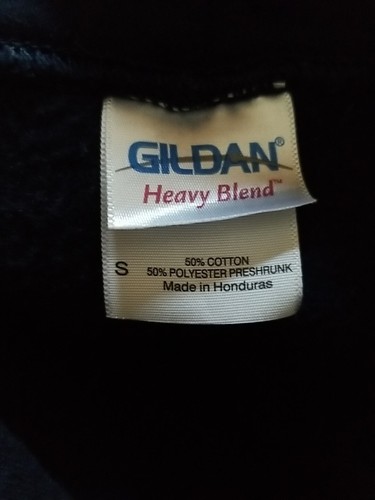 GILDAN®
Heavy Blend™
S
50% COTTON
50% POLYESTER PRESHRUNK
Made in Honduras